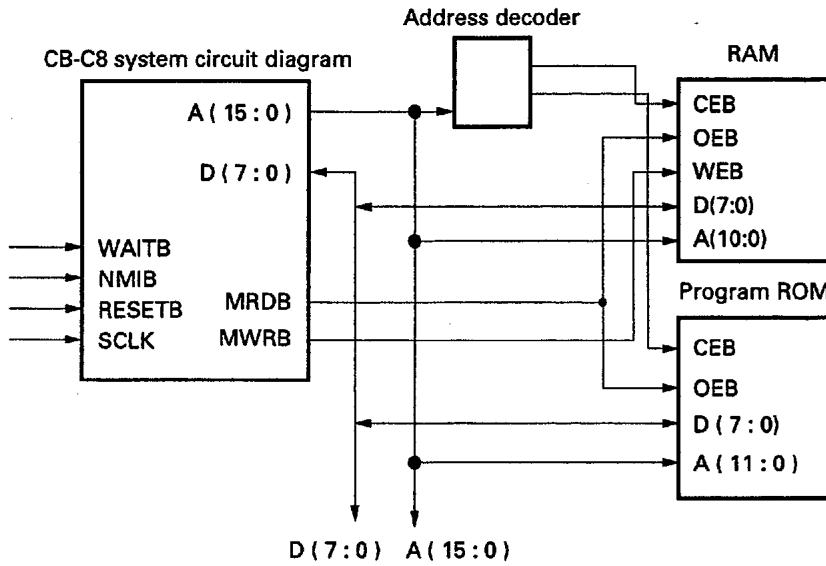 Address decoder
CB-C8 system circuit diagram
RAM
A ( 15 : 0 )
D ( 7 : 0 )
WAITB
NMIB
RESETB
SCLK
MRDB
MWRB
CEB
OEB
WEB
D(7:0)
A(10:0)
Program ROM
CEB
OEB
D ( 7 : 0)
A ( 11 : 0 )
D ( 7 : 0 ) A ( 15 : 0 )